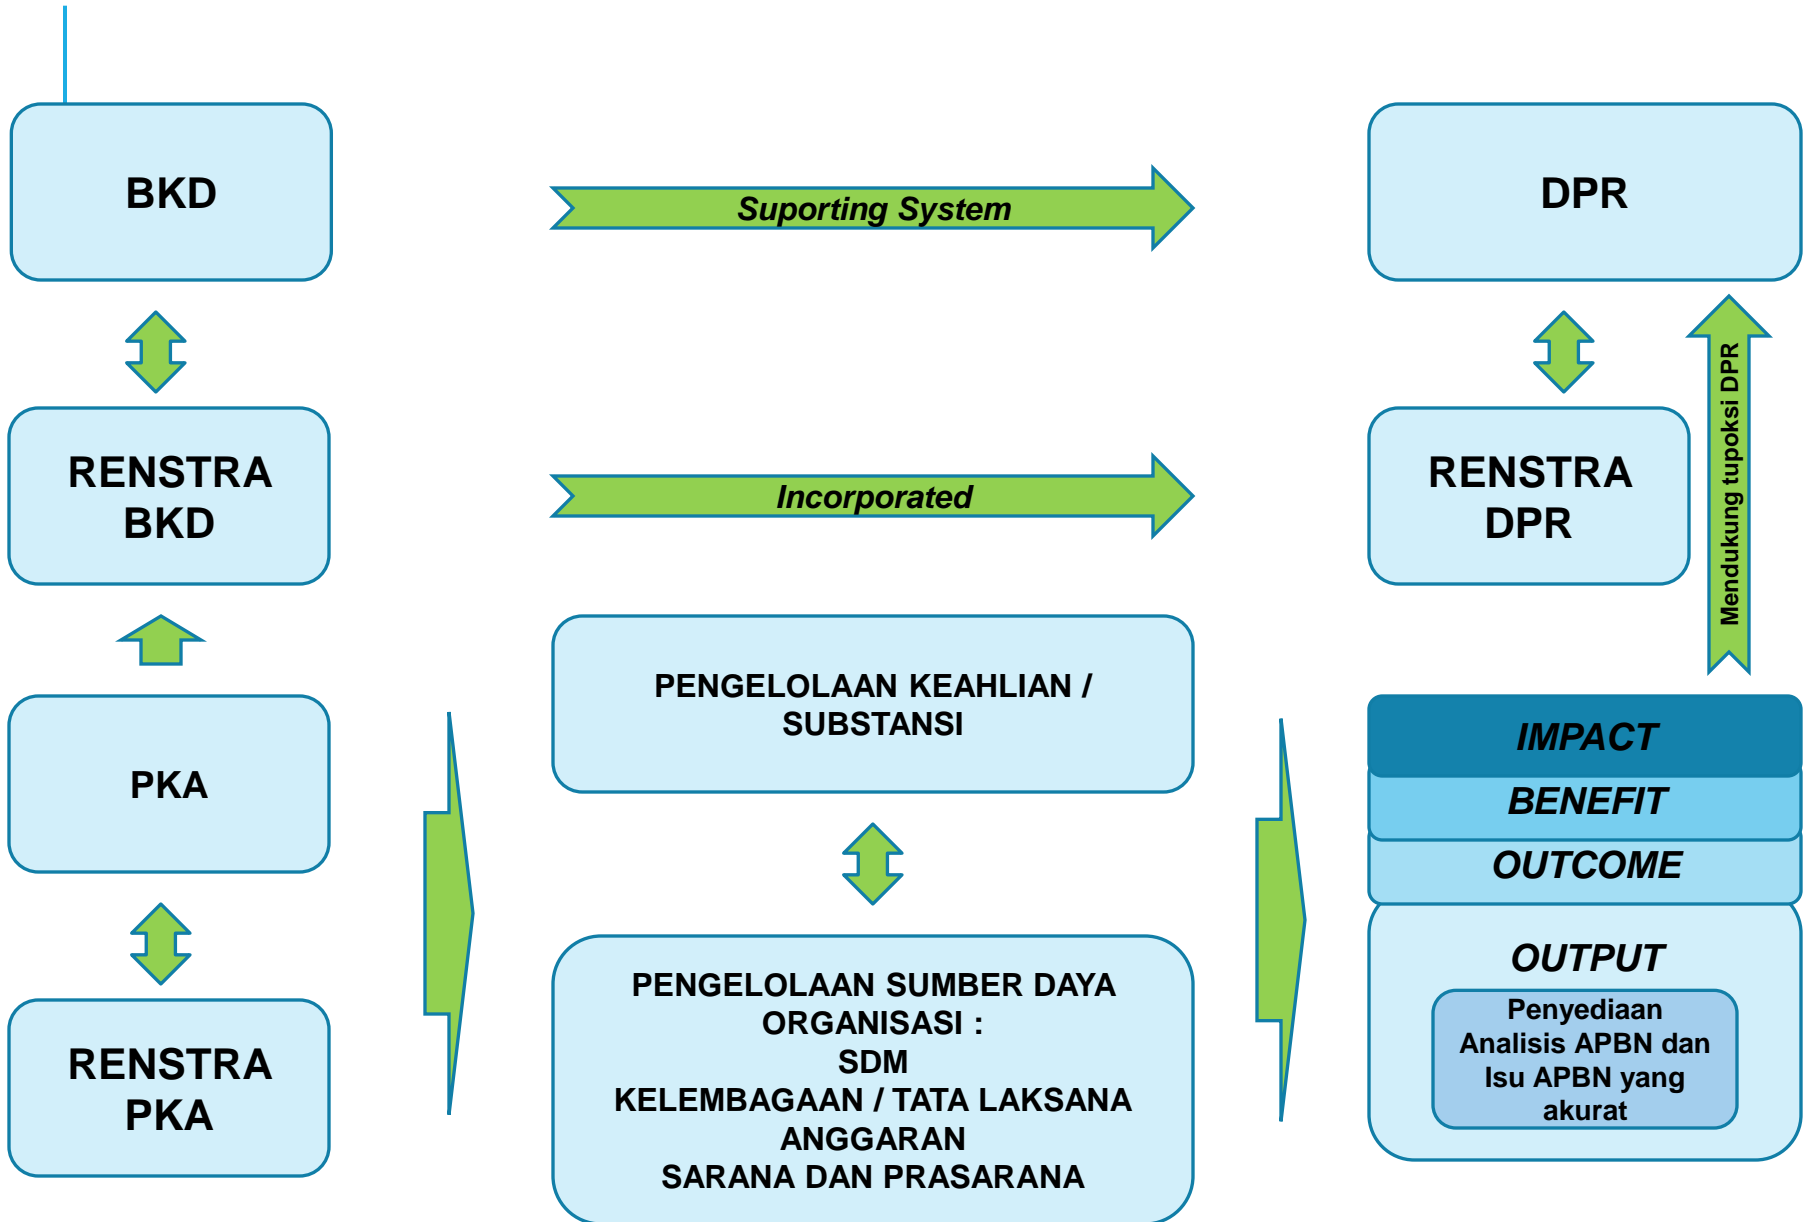 BKD
Suporting System
DPR
RENSTRA
BKD
Incorporated
RENSTRA
DPR
Mendukung tupoksi DPR
PKA
PENGELOLAAN KEAHLIAN /
SUBSTANSI
IMPACT
BENEFIT
OUTCOME
RENSTRA
PKA
PENGELOLAAN SUMBER DAYA
ORGANISASI :
SDM
KELEMBAGAAN / TATA LAKSANA
ANGGARAN
SARANA DAN PRASARANA
OUTPUT
Penyediaan
Analisis APBN dan
Isu APBN yang
akurat